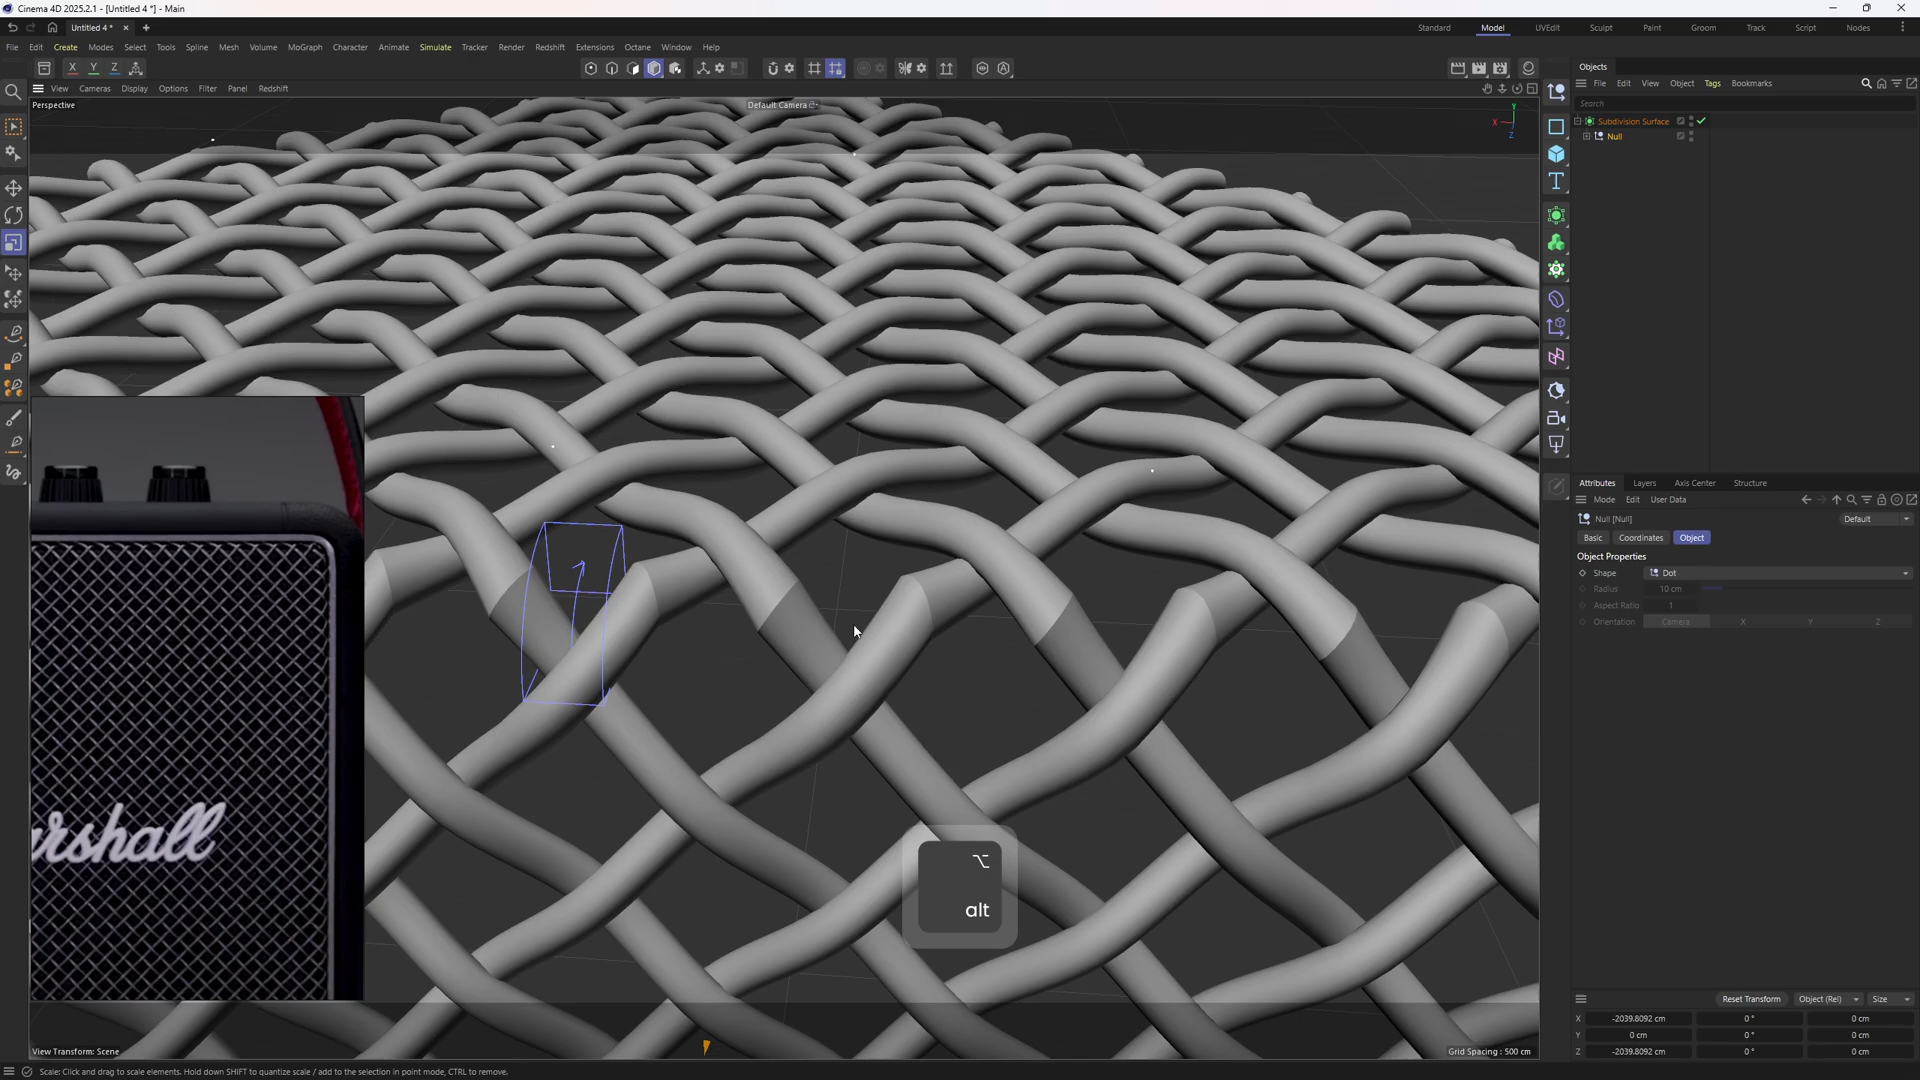 Cinema 4D 2025.2.1 - [Untitled 4 *] - Main
Untitled 4 * × +
Standard Model UVEdit Sculpt Paint Groom Track Script Nodes
File Edit Create Modes Select Tools Spline Mesh Volume MoGraph Character Animate Simulate Tracker Render Redshift Extensions Octane Window Help
X Y Z
Objects
File Edit View Object Tags Bookmarks
View Cameras Display Options Filter Panel Redshift
Perspective
Default Camera
Y
X
Z
Search
Subdivision Surface
Null
Attributes Layers Axis Center Structure
Mode Edit User Data
Null [Null]
Default
Basic Coordinates Object
Object Properties
Shape Dot
Radius 10 cm
Aspect Ratio 1
Orientation Camera X Y Z
arshall
alt
View Transform: Scene
Grid Spacing : 500 cm
Reset Transform Object (Rel) Size
X -2039.8092 cm 0 ° 0 cm
Y 0 cm 0 ° 0 cm
Z -2039.8092 cm 0 ° 0 cm
Scale: Click and drag to scale elements. Hold down SHIFT to quantize scale / add to the selection in point mode, CTRL to remove.